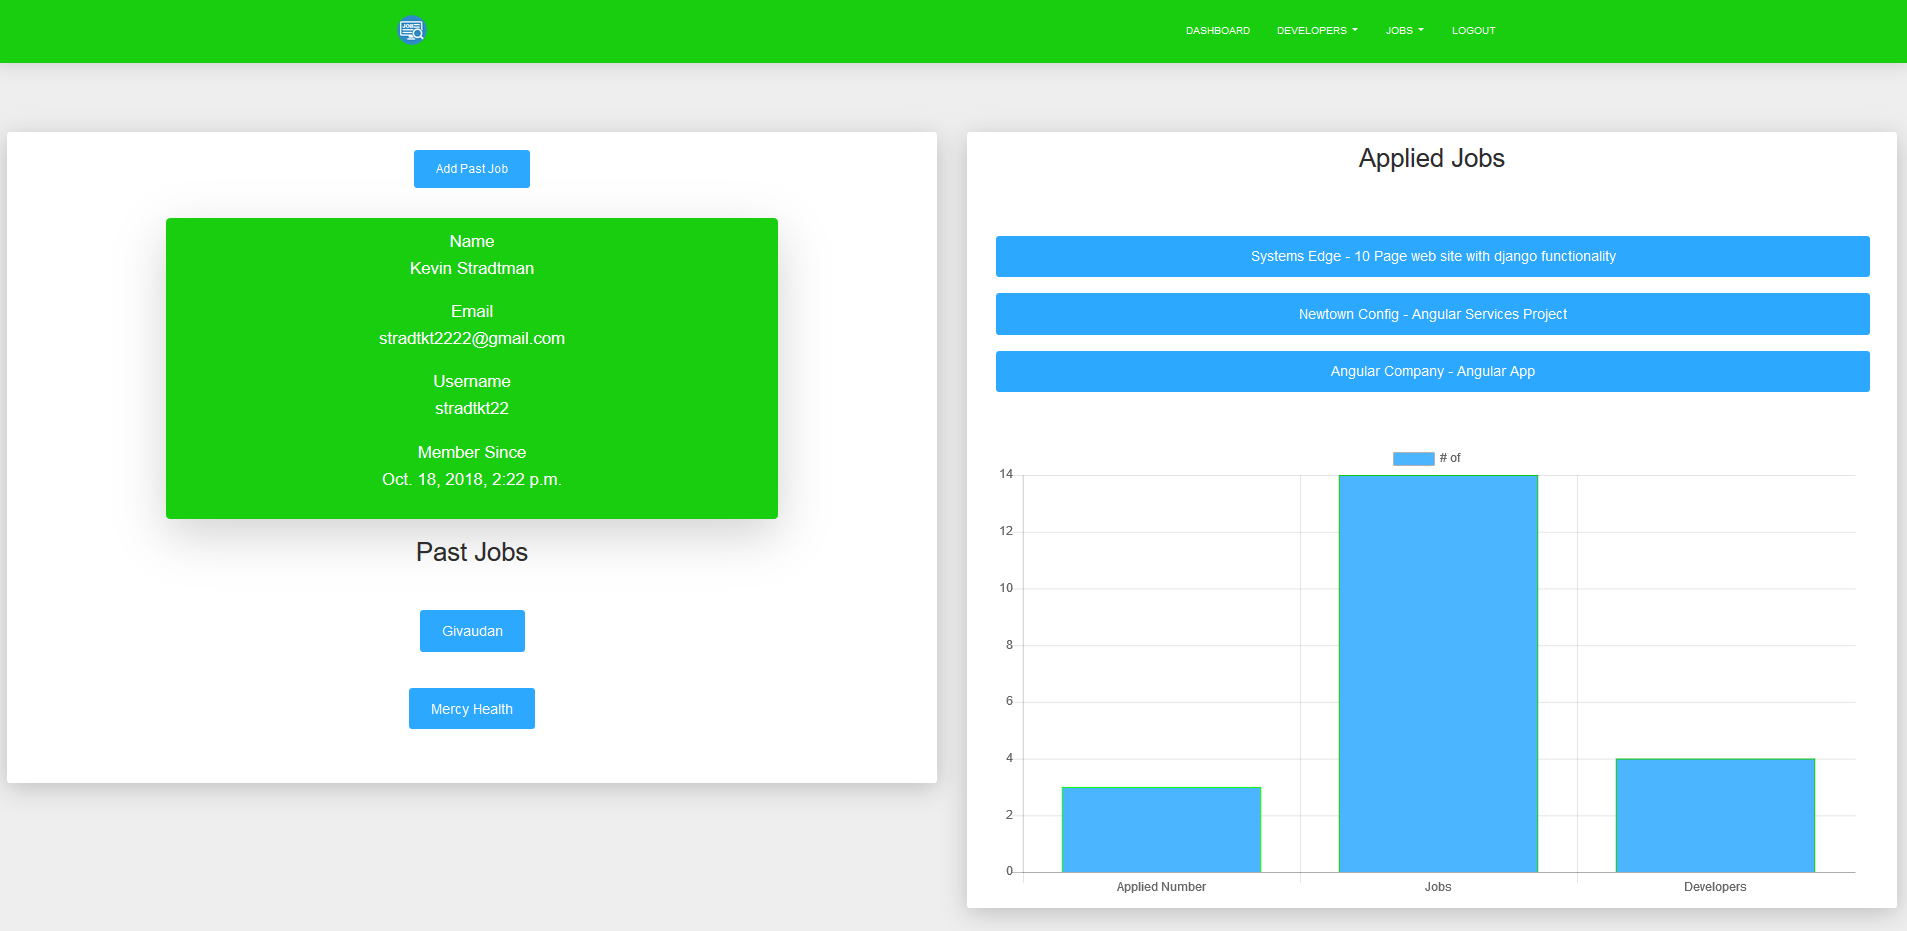 JOBS
DASHBOARD
DEVELOPERS
JOBS
LOGOUT
Add Past Job
Name
Kevin Stradtman
Email
stradtkt2222@gmail.com
Username
stradtkt22
Member Since
Oct. 18, 2018, 2:22 p.m.
Past Jobs
Givaudan
Mercy Health
Applied Jobs
Systems Edge - 10 Page web site with django functionality
Newtown Config - Angular Services Project
Angular Company - Angular App
# of
14
12
10
8
6
4
2
0
Applied Number
Jobs
Developers